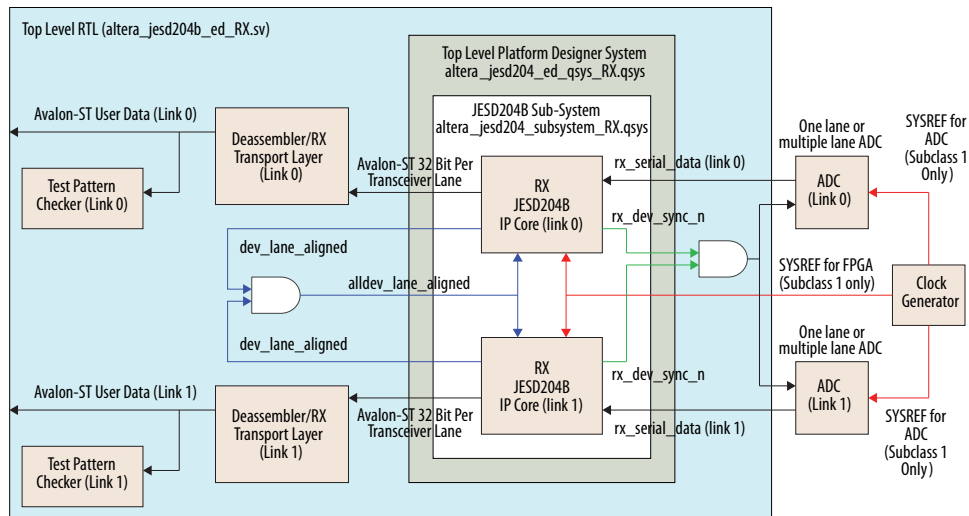 Top Level RTL (altera_jesd204b_ed_RX.sv)
Top Level Platform Designer System
altera_jesd204_ed_qsys_RX.qsys
JESD204B Sub-System
altera_jesd204_subsystem_RX.qsys
Avalon-ST User Data (Link 0)
Deassembler/RX
Transport Layer
(Link 0)
Test Pattern
Checker (Link 0)
Avalon-ST 32 Bit Per
Transceiver Lane
RX
JESD204B
IP Core (link 0)
rx_serial_data (link 0)
rx_dev_sync_n
One lane or
multiple lane ADC
ADC
(Link 0)
SYSREF for
ADC
(Subclass 1
Only)
dev_lane_aligned
alldev_lane_aligned
dev_lane_aligned
SYSREF for FPGA
(Subclass 1 only)
Clock
Generator
One lane or
multiple lane ADC
ADC
(Link 1)
SYSREF for
ADC
(Subclass 1
Only)
RX
JESD204B
IP Core (link 1)
rx_dev_sync_n
rx_serial_data (link 1)
Avalon-ST User Data (Link 1)
Deassembler/RX
Transport Layer
(Link 1)
Avalon-ST 32 Bit Per
Transceiver Lane
Test Pattern
Checker (Link 1)